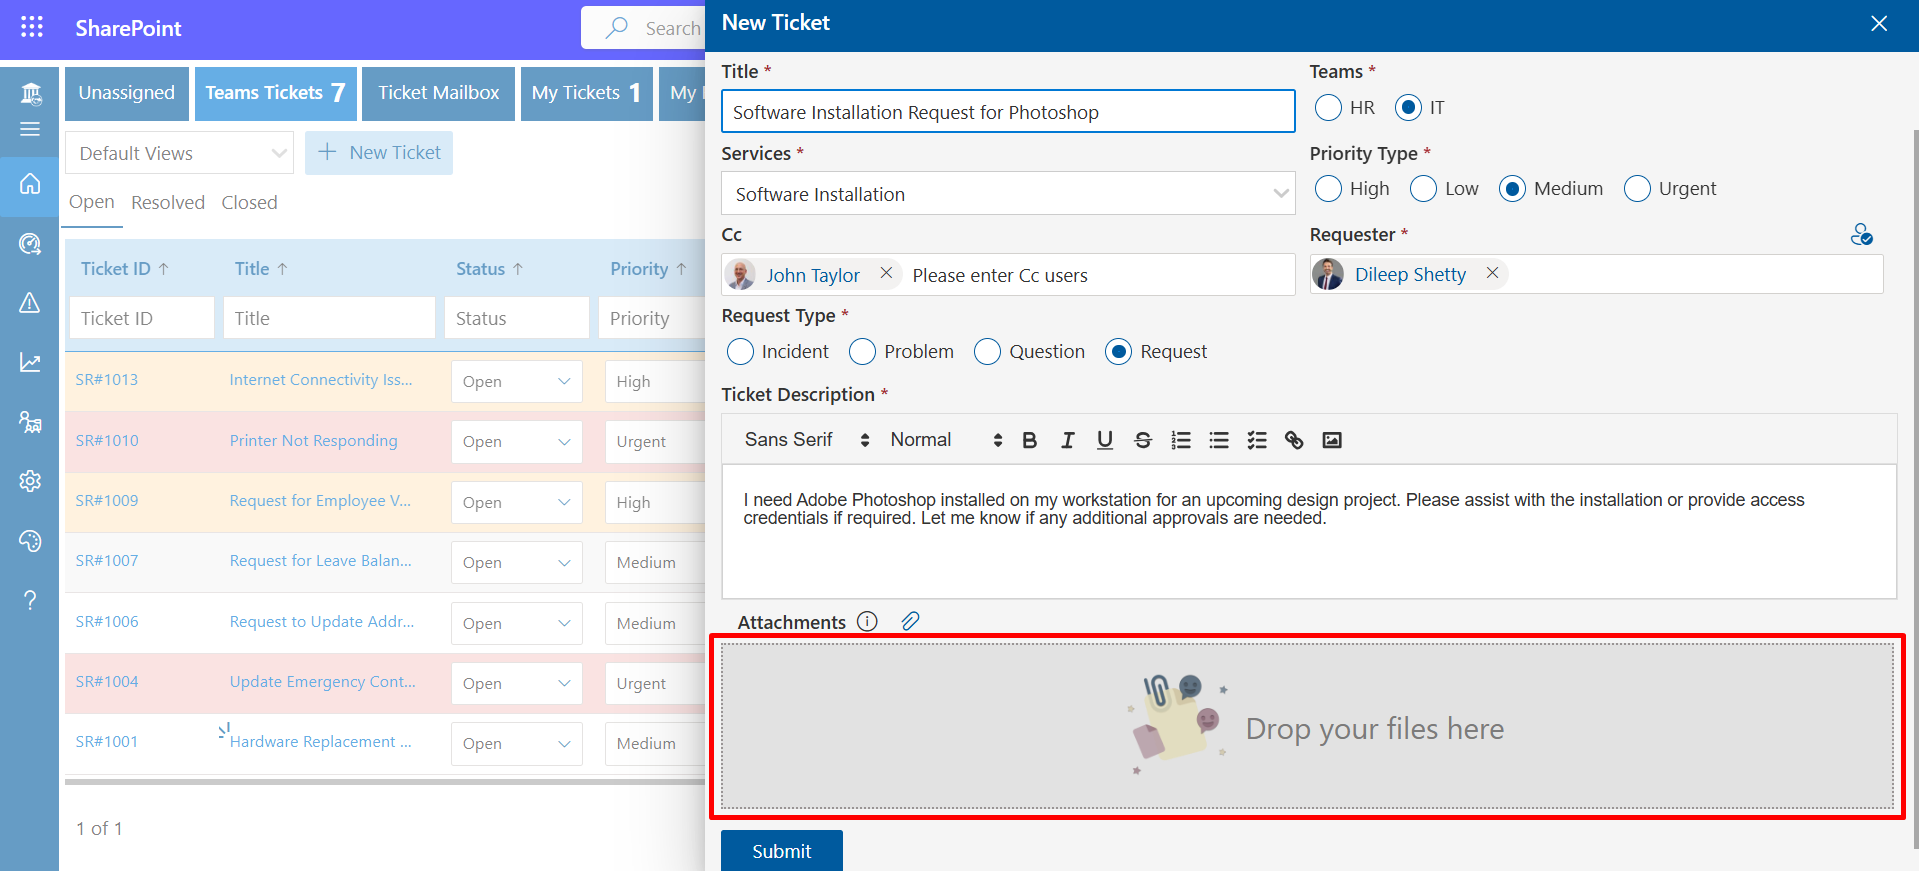 SharePoint
Search
Unassigned
Teams Tickets 7
Ticket Mailbox
My Tickets 1
My
Default Views
New Ticket
Open
Resolved
Closed
Ticket ID
Title
Status
Priority
Ticket ID
Title
Status
Priority
SR#1013
Internet Connectivity Iss...
Open
High
SR#1010
Printer Not Responding
Open
Urgent
SR#1009
Request for Employee V...
Open
High
SR#1007
Request for Leave Balan...
Open
Medium
SR#1006
Request to Update Addr...
Open
Medium
SR#1004
Update Emergency Cont...
Open
Urgent
SR#1001
Hardware Replacement ...
Open
Medium
1 of 1
New Ticket
Title *
Software Installation Request for Photoshop
Teams *
HR
IT
Services *
Software Installation
Priority Type *
High
Low
Medium
Urgent
Cc
John Taylor
Please enter Cc users
Requester *
Dileep Shetty
Request Type *
Incident
Problem
Question
Request
Ticket Description *
Sans Serif
Normal
I need Adobe Photoshop installed on my workstation for an upcoming design project. Please assist with the installation or provide access
credentials if required. Let me know if any additional approvals are needed.
Attachments
Drop your files here
Submit